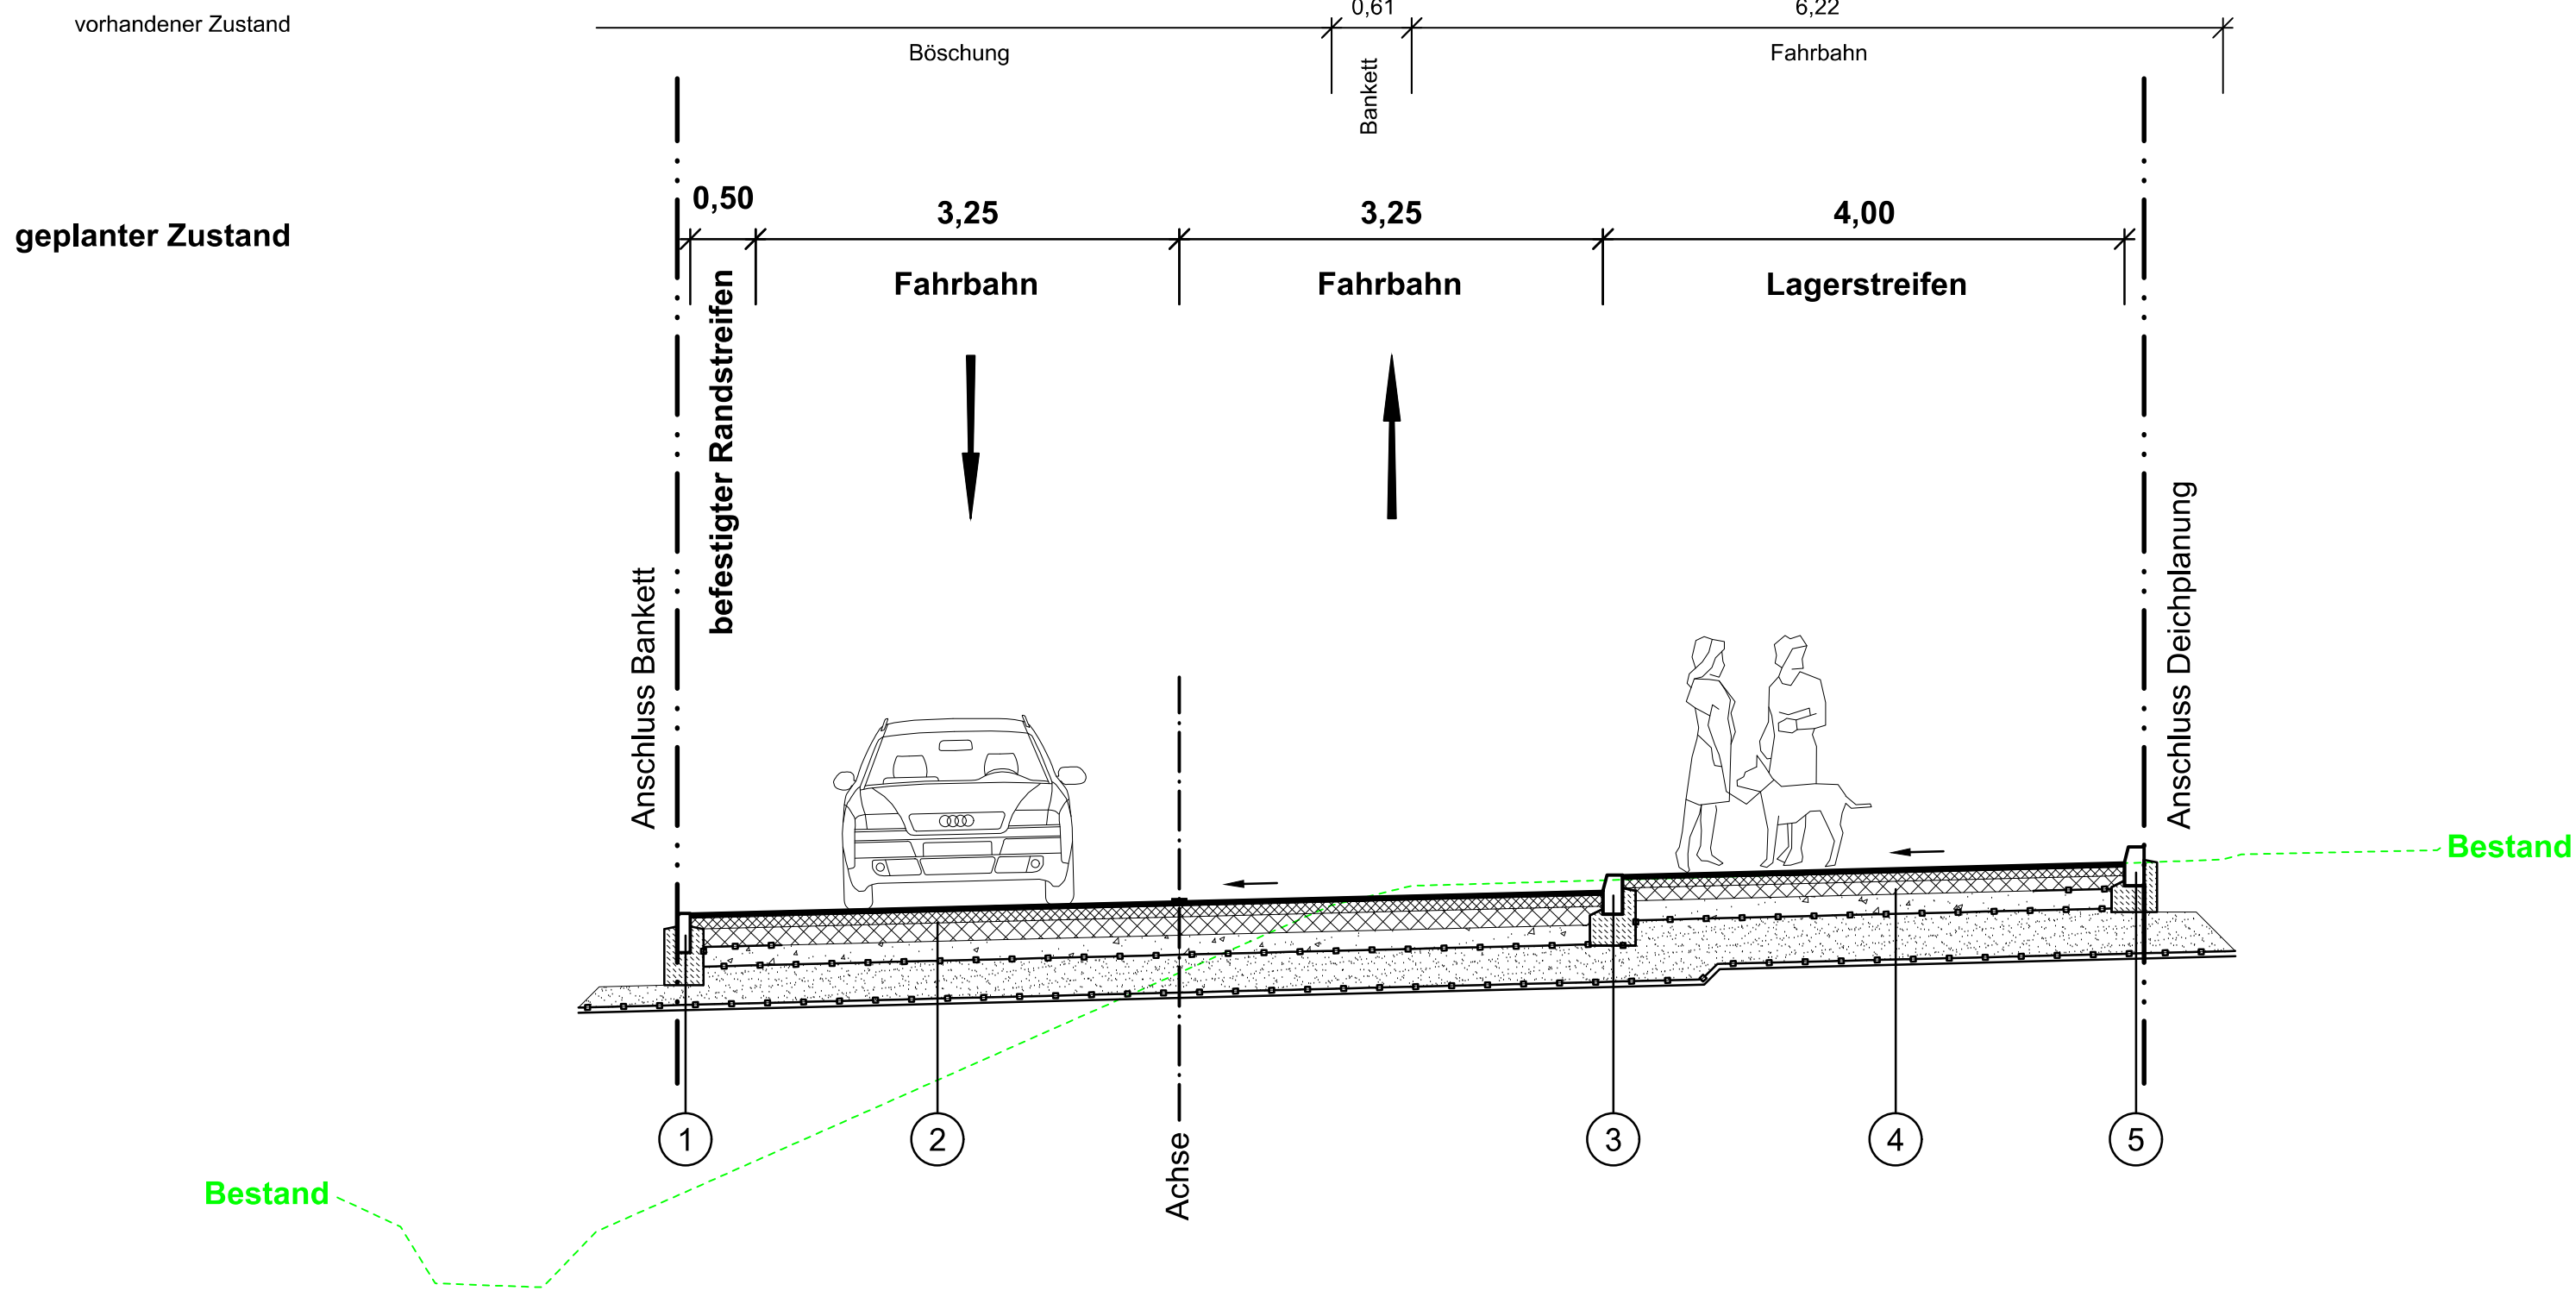 0,61
6,22
vorhandener Zustand
Böschung
Bankett
Fahrbahn
geplanter Zustand
0,50
3,25
3,25
4,00
befestigter Randstreifen
Fahrbahn
Fahrbahn
Lagerstreifen
Anschluss Bankett
Anschluss Deichplanung
Bestand
1
2
3
4
5
Achse
Bestand